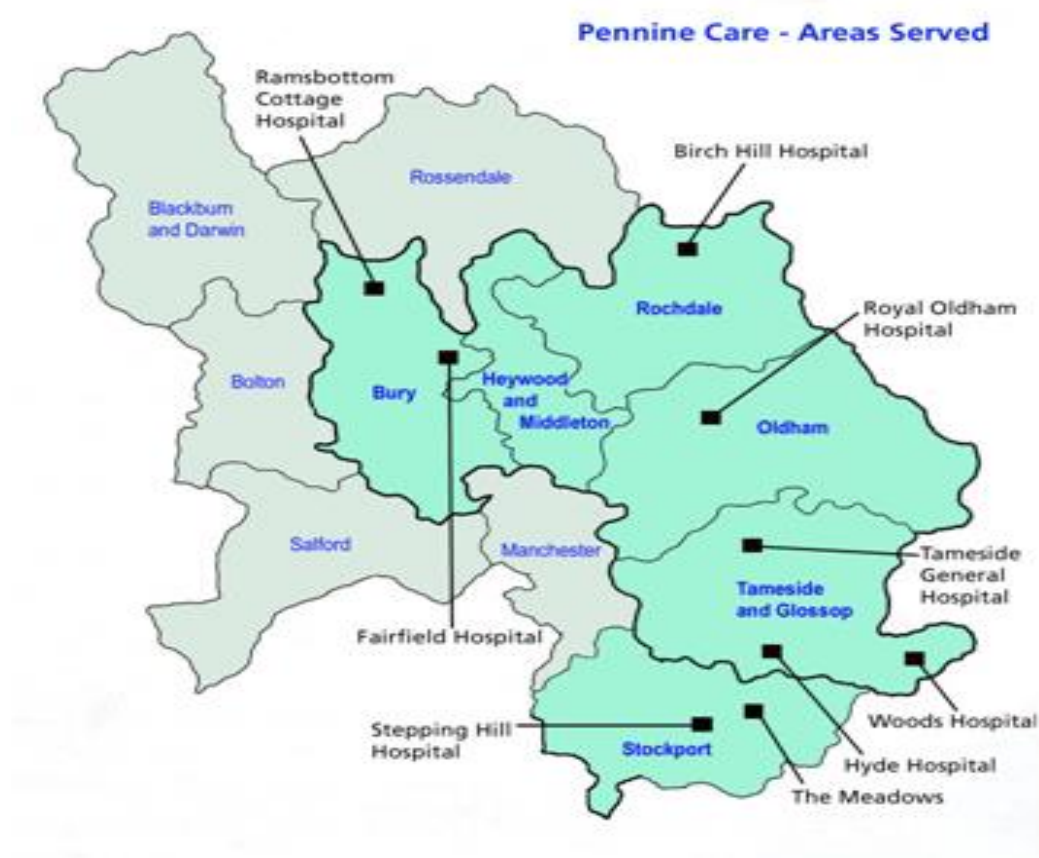 Pennine Care - Areas Served
Ramsbottom
Cottage
Hospital
Birch Hill Hospital
Rossendale
Blackburn
and Darwin
Rochdale
Royal Oldham
Hospital
Bolton
Bury
Heywood
and
Middleton
Oldham
Salford
Manchester
Tameside
General
Hospital
Tameside
and Glossop
Fairfield Hospital
Woods Hospital
Stepping Hill
Hospital
Stockport
Hyde Hospital
The Meadows